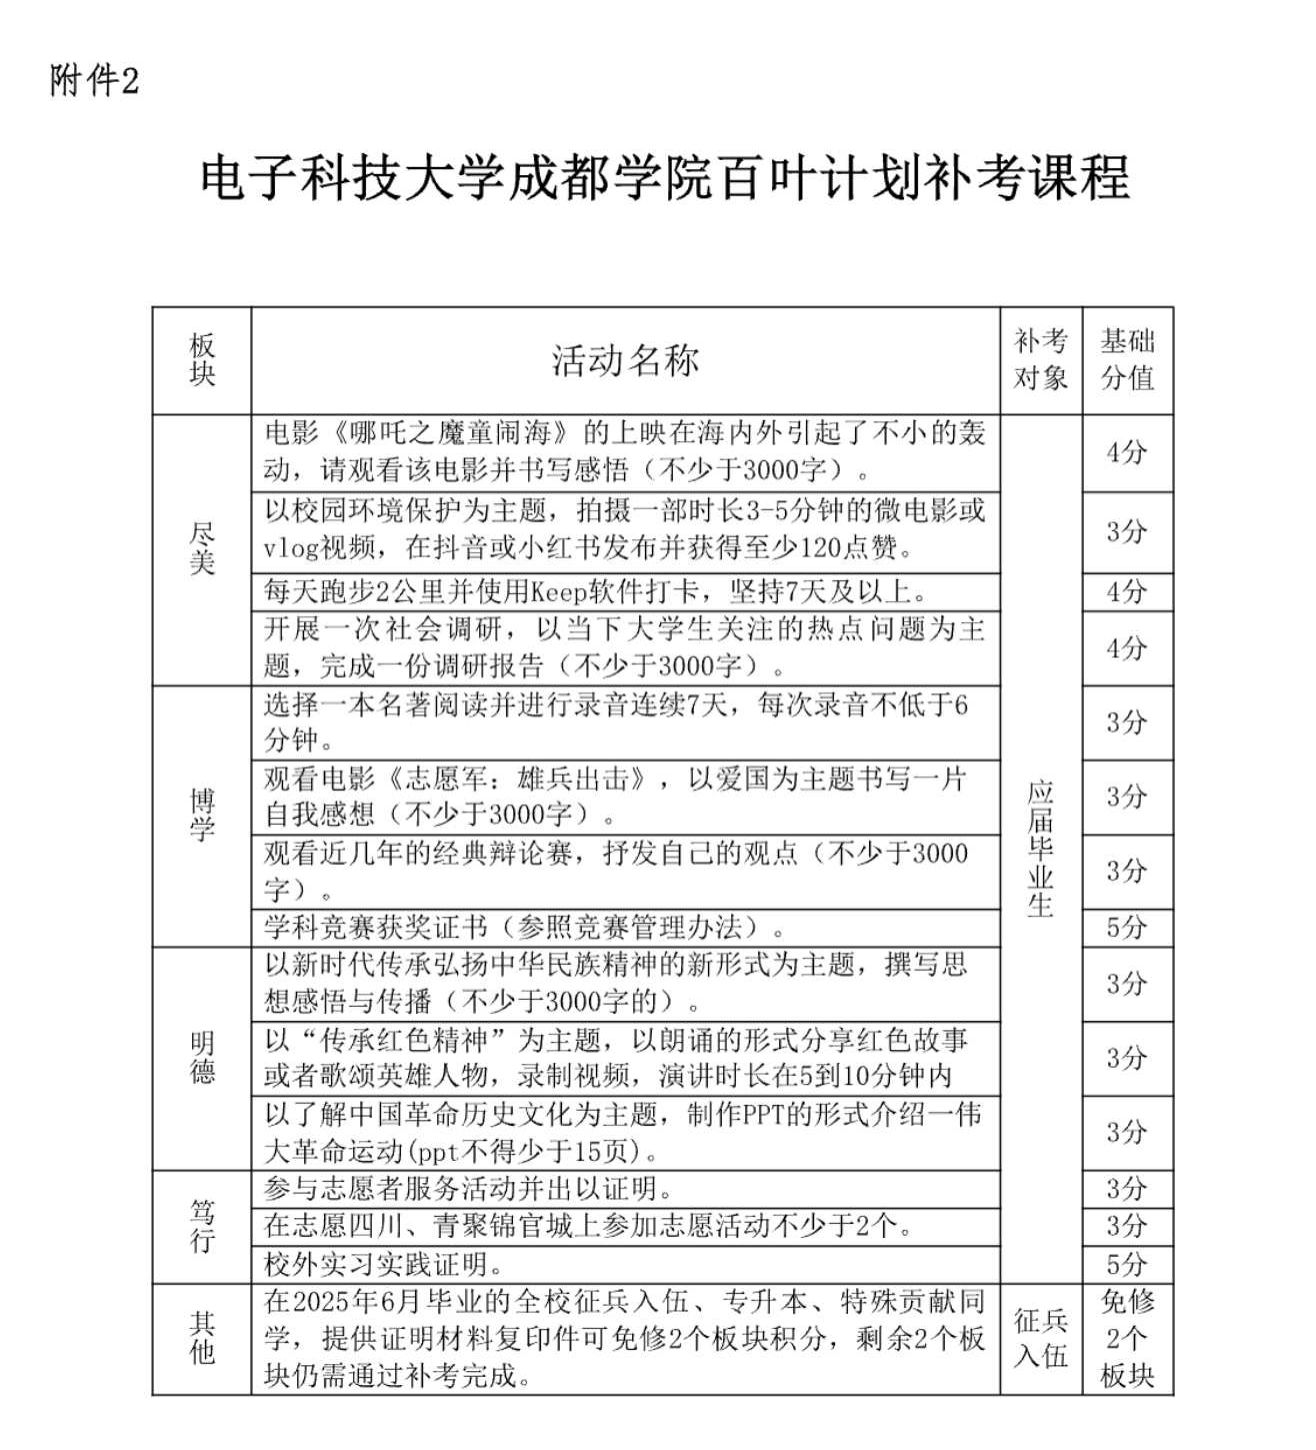 附件2
电子科技大学成都学院百叶计划补考课程
板块
活动名称
补考对象
基础分值
尽美
电影《哪吒之魔童闹海》的上映在海内外引起了不小的轰
动，请观看该电影并书写感悟（不少于3000字）。
4分
以校园环境保护为主题，拍摄一部时长3-5分钟的微电影或
vlog视频，在抖音或小红书发布并获得至少120点赞。
3分
每天跑步2公里并使用Keep软件打卡，坚持7天及以上。
4分
开展一次社会调研，以当下大学生关注的热点问题为主
题，完成一份调研报告（不少于3000字）。
4分
博学
选择一本名著阅读并进行录音连续7天，每次录音不低于6
分钟。
3分
观看电影《志愿军：雄兵出击》，以爱国为主题书写一片
自我感想（不少于3000字）。
3分
观看近几年的经典辩论赛，抒发自己的观点（不少于3000
字）。
3分
学科竞赛获奖证书（参照竞赛管理办法）。
5分
应届毕业生
明德
以新时代传承弘扬中华民族精神的新形式为主题，撰写思
想感悟与传播（不少于3000字的）。
3分
以“传承红色精神”为主题，以朗诵的形式分享红色故事
或者歌颂英雄人物，录制视频，演讲时长在5到10分钟内
3分
以了解中国革命历史文化为主题，制作PPT的形式介绍一伟
大革命运动(ppt不得少于15页)。
3分
笃行
参与志愿者服务活动并出以证明。
3分
在志愿四川、青聚锦官城上参加志愿活动不少于2个。
3分
校外实习实践证明。
5分
其他
在2025年6月毕业的全校征兵入伍、专升本、特殊贡献同
学，提供证明材料复印件可免修2个板块积分，剩余2个板
块仍需通过补考完成。
征兵
入伍
免修
2个
板块